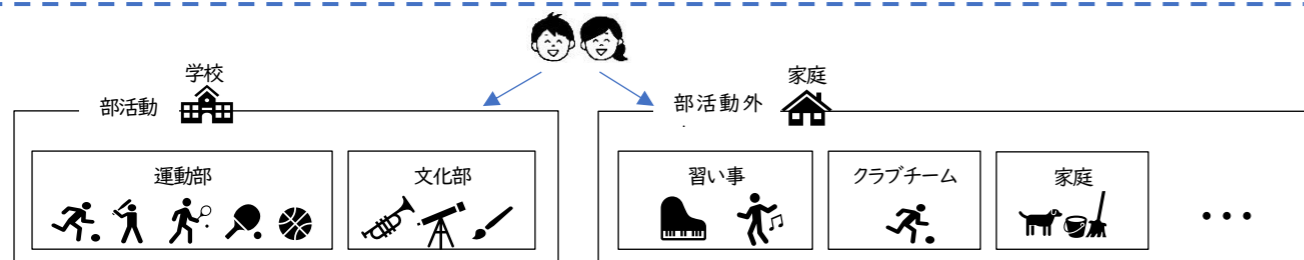 学校
部活動
家庭
部活動外
運動部
文化部
習い事
クラブチーム
家庭
・・・